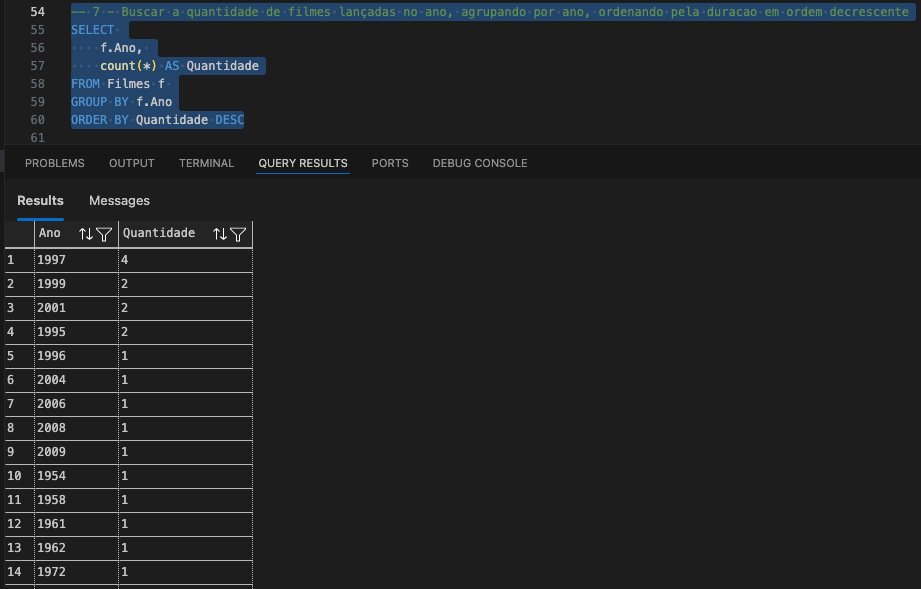 54 -- 7 - Buscar a quantidade de filmes lançadas no ano, agrupando por ano, ordenando pela duracao em ordem decrescente
55 SELECT
56 f.Ano,
57 count(*) AS Quantidade
58 FROM Filmes f
59 GROUP BY f.Ano
60 ORDER BY Quantidade DESC
61
PROBLEMS OUTPUT TERMINAL QUERY RESULTS PORTS DEBUG CONSOLE
Results Messages
Ano Quantidade
1 1997 4
2 1999 2
3 2001 2
4 1995 2
5 1996 1
6 2004 1
7 2006 1
8 2008 1
9 2009 1
10 1954 1
11 1958 1
12 1961 1
13 1962 1
14 1972 1